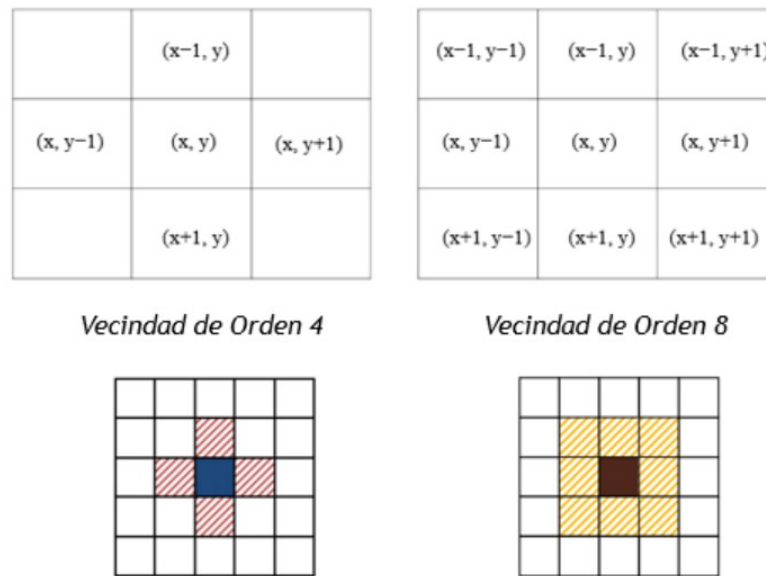 (x−1, y)
(x, y−1) (x, y) (x, y+1)
(x+1, y)
Vecindad de Orden 4
(x−1, y−1) (x−1, y) (x−1, y+1)
(x, y−1) (x, y) (x, y+1)
(x+1, y−1) (x+1, y) (x+1, y+1)
Vecindad de Orden 8